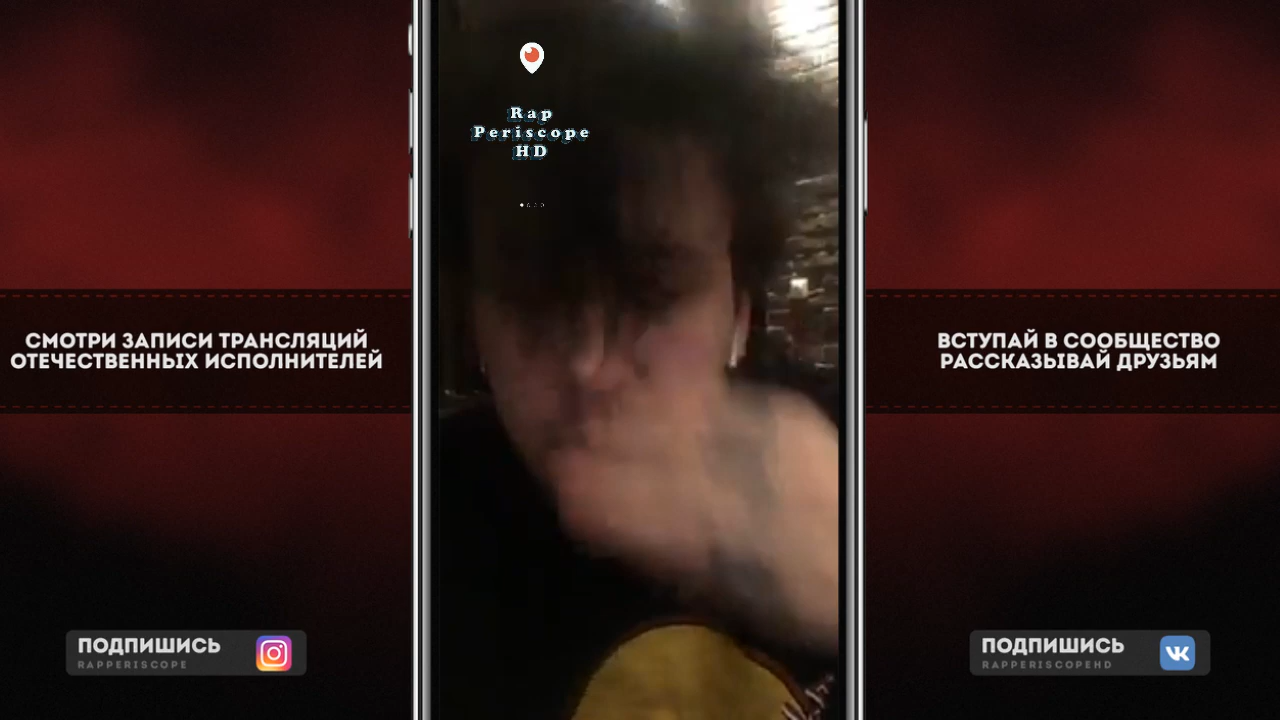 Rap
Periscope
HD
СМОТРИ ЗАПИСИ ТРАНСЛЯЦИЙ
ОТЕЧЕСТВЕННЫХ ИСПОЛНИТЕЛЕЙ
ВСТУПАЙ В СООБЩЕСТВО
РАССКАЗЫВАЙ ДРУЗЬЯМ
ПОДПИШИСЬ
RAPPERISCOPE
ПОДПИШИСЬ
RAPPERISCOPEHD